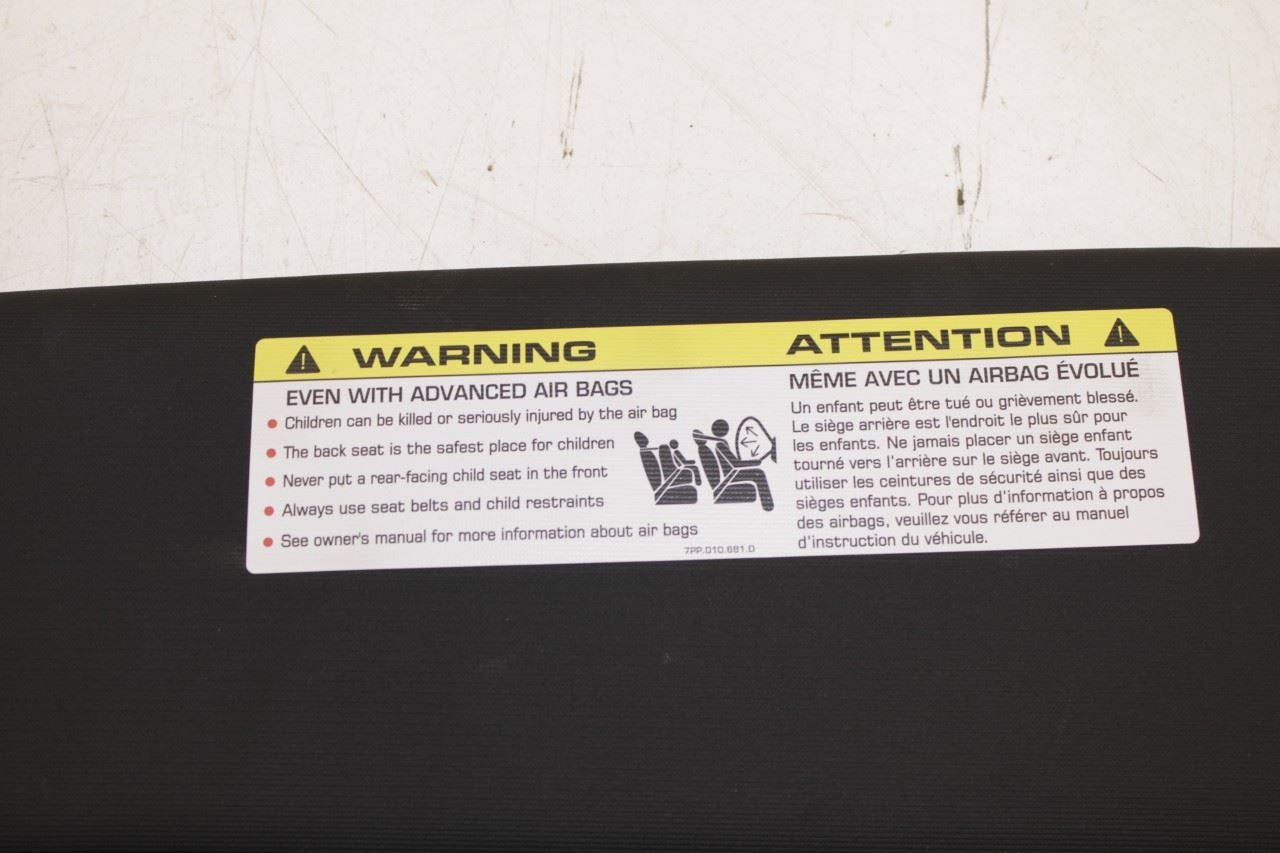 WARNING
EVEN WITH ADVANCED AIR BAGS
Children can be killed or seriously injured by the air bag
The back seat is the safest place for children
Never put a rear-facing child seat in the front
Always use seat belts and child restraints
See owner's manual for more information about air bags
7PP.010.691.D
ATTENTION
MÊME AVEC UN AIRBAG ÉVOLUÉ
Un enfant peut être tué ou grièvement blessé.
Le siège arrière est l'endroit le plus sûr pour
les enfants. Ne jamais placer un siège enfant
tourné vers l'arrière sur le siège avant. Toujours
utiliser les ceintures de sécurité ainsi que des
sièges enfants. Pour plus d'information à propos
des airbags, veuillez vous référer au manuel
d'instruction du véhicule.